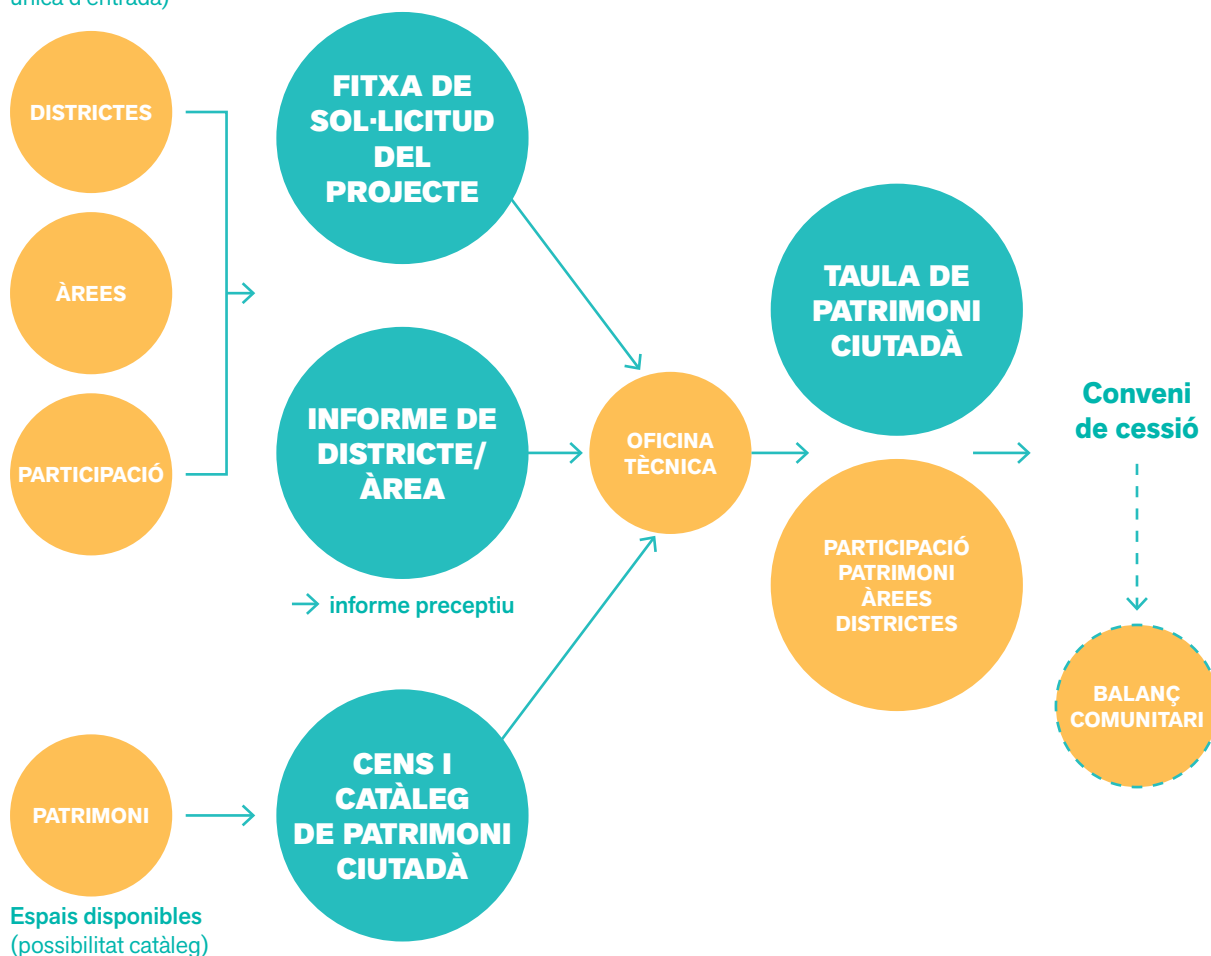 única d'entrada)
DISTRICTES
ÀREES
PARTICIPACIÓ
FITXA DE
SOL·LICITUD
DEL
PROJECTE
INFORME DE
DISTRICTE/
ÀREA
→ informe preceptiu
PATRIMONI
Espais disponibles
(possibilitat catàleg)
CENS I
CATÀLEG
DE PATRIMONI
CIUTADÀ
OFICINA
TÈCNICA
TAULA DE
PATRIMONI
CIUTADÀ
PARTICIPACIÓ
PATRIMONI
ÀREES
DISTRICTES
Conveni
de cessió
BALANÇ
COMUNITARI